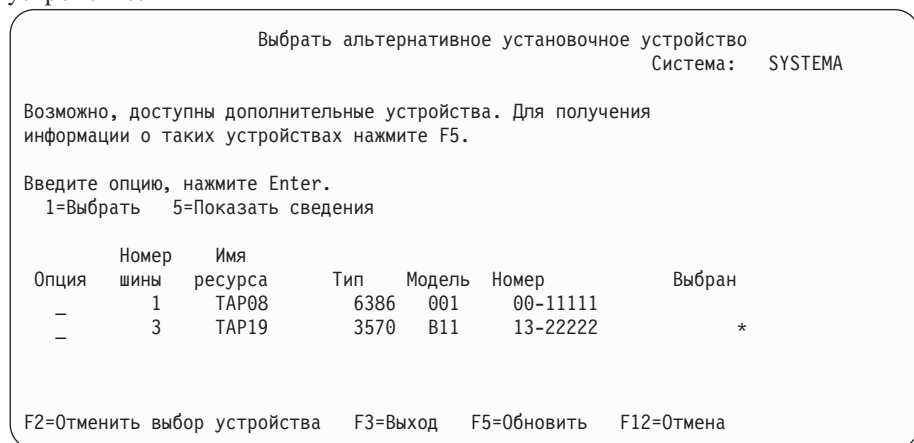 Выбрать альтернативное установочное устройство
Система: SYSTEMA
Возможно, доступны дополнительные устройства. Для получения
информации о таких устройствах нажмите F5.
Введите опцию, нажмите Enter.
1=Выбрать 5=Показать сведения
Номер Имя
Опция шины ресурса Тип Модель Номер Выбран
_ 1 TAP08 6386 001 00-11111
_ 3 TAP19 3570 B11 13-22222 *
F2=Отменить выбор устройства F3=Выход F5=Обновить F12=Отмена